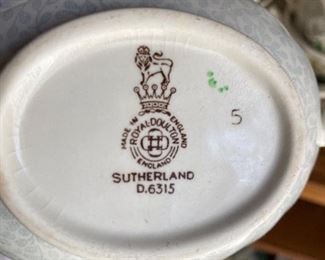 MADE IN ENGLAND
ROYAL DOULTON
ENGLAND
SUTHERLAND
D.6315
5